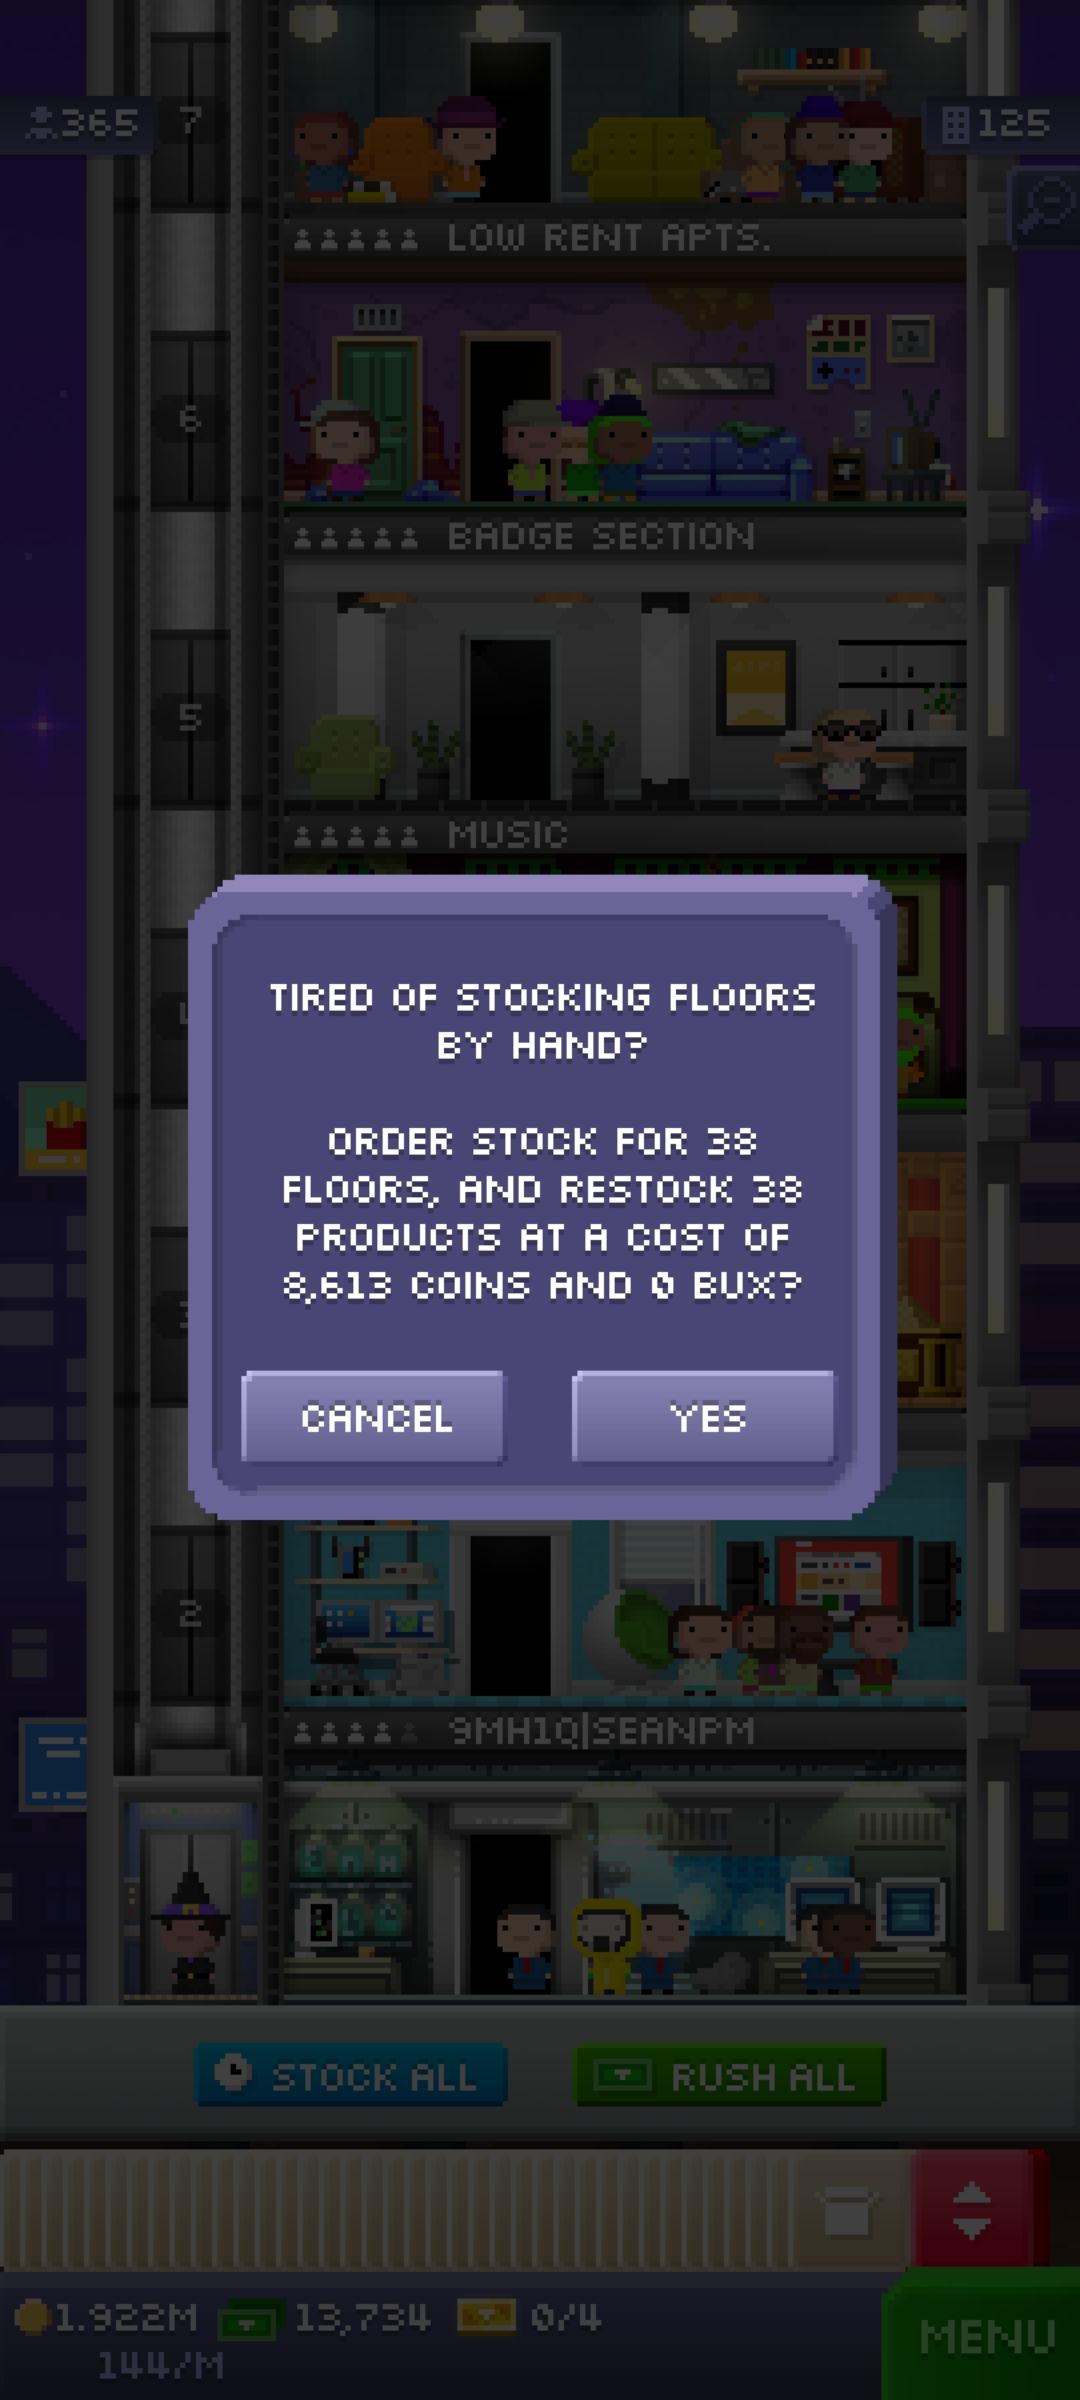 365
7
125
LOW RENT APTS.
6
BADGE SECTION
5
MUSIC
TIRED OF STOCKING FLOORS
BY HAND?
ORDER STOCK FOR 38
FLOORS, AND RESTOCK 38
PRODUCTS AT A COST OF
8,613 COINS AND 0 BUX?
CANCEL
YES
2
9MH1Q|SEANPM
STOCK ALL
RUSH ALL
1.922M
13,734
0/4
144/M
MENU